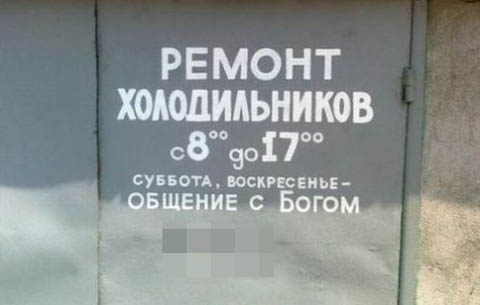 РЕМОНТ
ХОЛОДИЛЬНИКОВ
с 8⁰⁰ до 17⁰⁰
СУББОТА, ВОСКРЕСЕНЬЕ-
ОБЩЕНИЕ С БОГОМ